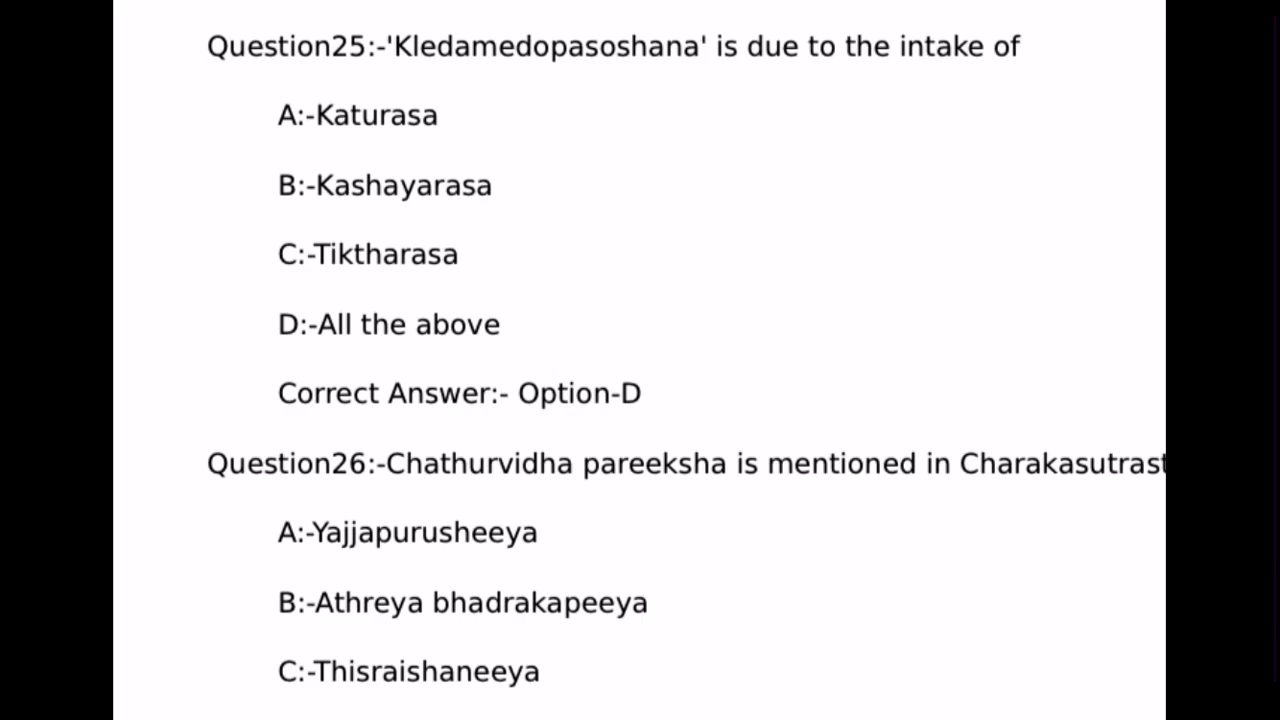 Question25:-'Kledamedopasoshana' is due to the intake of
A:-Katurasa
B:-Kashayarasa
C:-Tiktharasa
D:-All the above
Correct Answer:- Option-D
Question26:-Chathurvidha pareeksha is mentioned in Charakasutrast
A:-Yajjapurusheeya
B:-Athreya bhadrakapeeya
C:-Thisraishaneeya